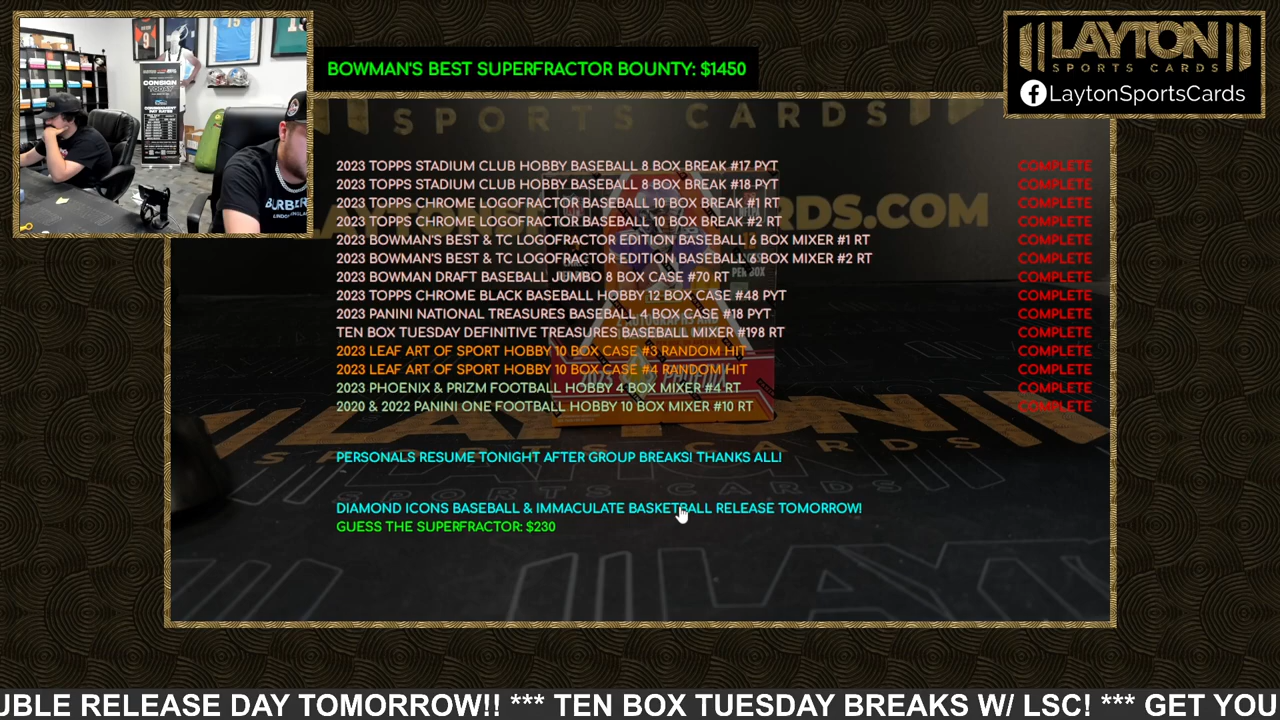 BOWMAN'S BEST SUPERFRACTOR BOUNTY: $1450
LAYTON
SPORTS CARDS
LaytonSportsCards
CONSIGN
TODAY
SPORTS CARDS
CARDS.COM
2023 TOPPS STADIUM CLUB HOBBY BASEBALL 8 BOX BREAK #17 PYT COMPLETE
2023 TOPPS STADIUM CLUB HOBBY BASEBALL 8 BOX BREAK #18 PYT COMPLETE
2023 TOPPS CHROME LOGOFRACTOR BASEBALL 10 BOX BREAK #1 RT COMPLETE
2023 TOPPS CHROME LOGOFRACTOR BASEBALL 10 BOX BREAK #2 RT COMPLETE
2023 BOWMAN'S BEST & TC LOGOFRACTOR EDITION BASEBALL 6 BOX MIXER #1 RT COMPLETE
2023 BOWMAN'S BEST & TC LOGOFRACTOR EDITION BASEBALL 6 BOX MIXER #2 RT COMPLETE
2023 BOWMAN DRAFT BASEBALL JUMBO 8 BOX CASE #70 RT COMPLETE
2023 TOPPS CHROME BLACK BASEBALL HOBBY 12 BOX CASE #48 PYT COMPLETE
2023 PANINI NATIONAL TREASURES BASEBALL 4 BOX CASE #18 PYT COMPLETE
TEN BOX TUESDAY DEFINITIVE TREASURES BASEBALL MIXER #198 RT COMPLETE
2023 LEAF ART OF SPORT HOBBY 10 BOX CASE #3 RANDOM HIT COMPLETE
2023 LEAF ART OF SPORT HOBBY 10 BOX CASE #4 RANDOM HIT COMPLETE
2023 PHOENIX & PRIZM FOOTBALL HOBBY 4 BOX MIXER #4 RT COMPLETE
2020 & 2022 PANINI ONE FOOTBALL HOBBY 10 BOX MIXER #10 RT COMPLETE
PERSONALS RESUME TONIGHT AFTER GROUP BREAKS! THANKS ALL!
DIAMOND ICONS BASEBALL & IMMACULATE BASKETBALL RELEASE TOMORROW!
GUESS THE SUPERFRACTOR: $230
UBLE RELEASE DAY TOMORROW!! *** TEN BOX TUESDAY BREAKS W/ LSC! *** GET YOU